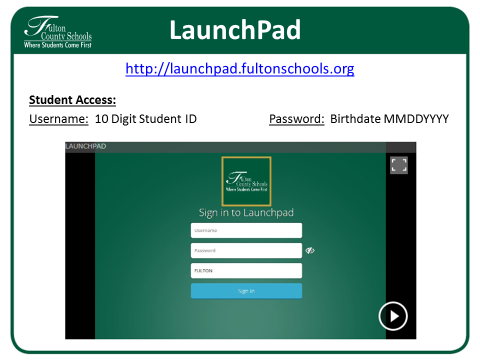 Fulton
County Schools
Where Students Come First
LaunchPad
http://launchpad.fultonschools.org
Student Access:
Username: 10 Digit Student ID
Password: Birthdate MMDDYYYY
LAUNCHPAD
Fulton
County Schools
Where Students Come First
Sign in to Launchpad
Username
Password
FULTON
Sign In